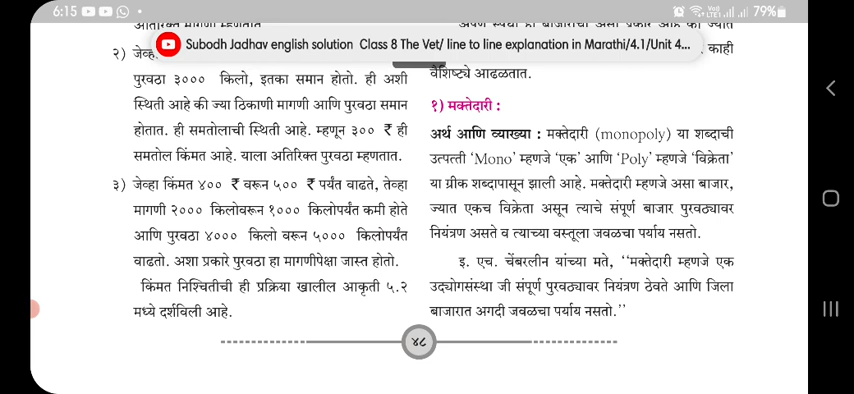 6:15
79%
Subodh Jadhav english solution Class 8 The Vet/ line to line explanation in Marathi/4.1/Unit 4...
अतिरिक्त मागणी म्हणतात.
२) जेव्हा
पुरवठा ३००० किलो, इतका समान होतो. ही अशी
स्थिती आहे की ज्या ठिकाणी मागणी आणि पुरवठा समान
होतात. ही समतोलाची स्थिती आहे. म्हणून ३०० ₹ ही
समतोल किंमत आहे. याला अतिरिक्त पुरवठा म्हणतात.
३) जेव्हा किंमत ४०० ₹ वरून ५०० ₹ पर्यंत वाढते, तेव्हा
मागणी २००० किलोवरून १००० किलोपर्यंत कमी होते
आणि पुरवठा ४००० किलो वरून ५००० किलोपर्यंत
वाढतो. अशा प्रकारे पुरवठा हा मागणीपेक्षा जास्त होतो.
किंमत निश्चितीची ही प्रक्रिया खालील आकृती ५.२
मध्ये दर्शविली आहे.
काही
वैशिष्ट्ये आढळतात.
१) मक्तेदारी :
अर्थ आणि व्याख्या : मक्तेदारी (monopoly) या शब्दाची
उत्पत्ती ‘Mono’ म्हणजे ‘एक’ आणि ‘Poly’ म्हणजे ‘विक्रेता’
या ग्रीक शब्दापासून झाली आहे. मक्तेदारी म्हणजे असा बाजार,
ज्यात एकच विक्रेता असून त्याचे संपूर्ण बाजार पुरवठ्यावर
नियंत्रण असते व त्याच्या वस्तूला जवळचा पर्याय नसतो.
इ. एच. चेंबरलीन यांच्या मते, ‘‘मक्तेदारी म्हणजे एक
उद्योगसंस्था जी संपूर्ण पुरवठ्यावर नियंत्रण ठेवते आणि जिला
बाजारात अगदी जवळचा पर्याय नसतो.’’
४८